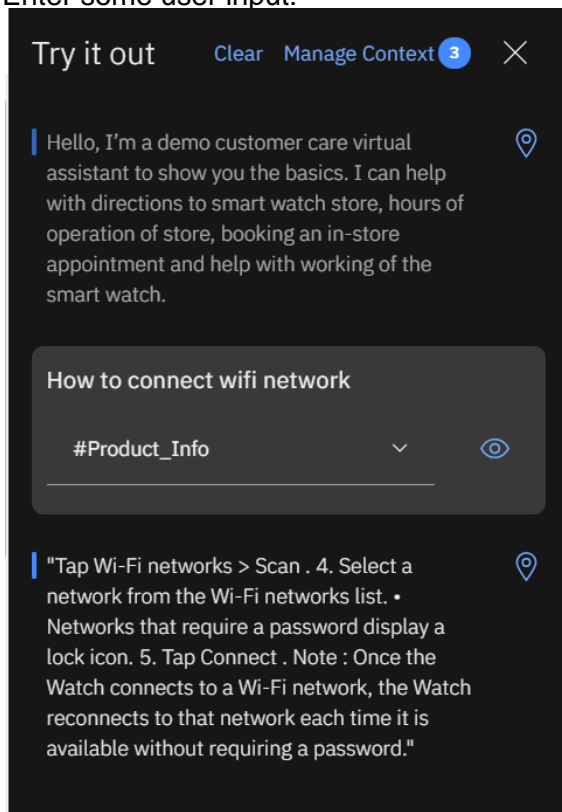 Enter some user input.
Try it out Clear Manage Context 3
Hello, I'm a demo customer care virtual
assistant to show you the basics. I can help
with directions to smart watch store, hours of
operation of store, booking an in-store
appointment and help with working of the
smart watch.
How to connect wifi network
#Product_Info
"Tap Wi-Fi networks > Scan . 4. Select a
network from the Wi-Fi networks list. •
Networks that require a password display a
lock icon. 5. Tap Connect . Note : Once the
Watch connects to a Wi-Fi network, the Watch
reconnects to that network each time it is
available without requiring a password."